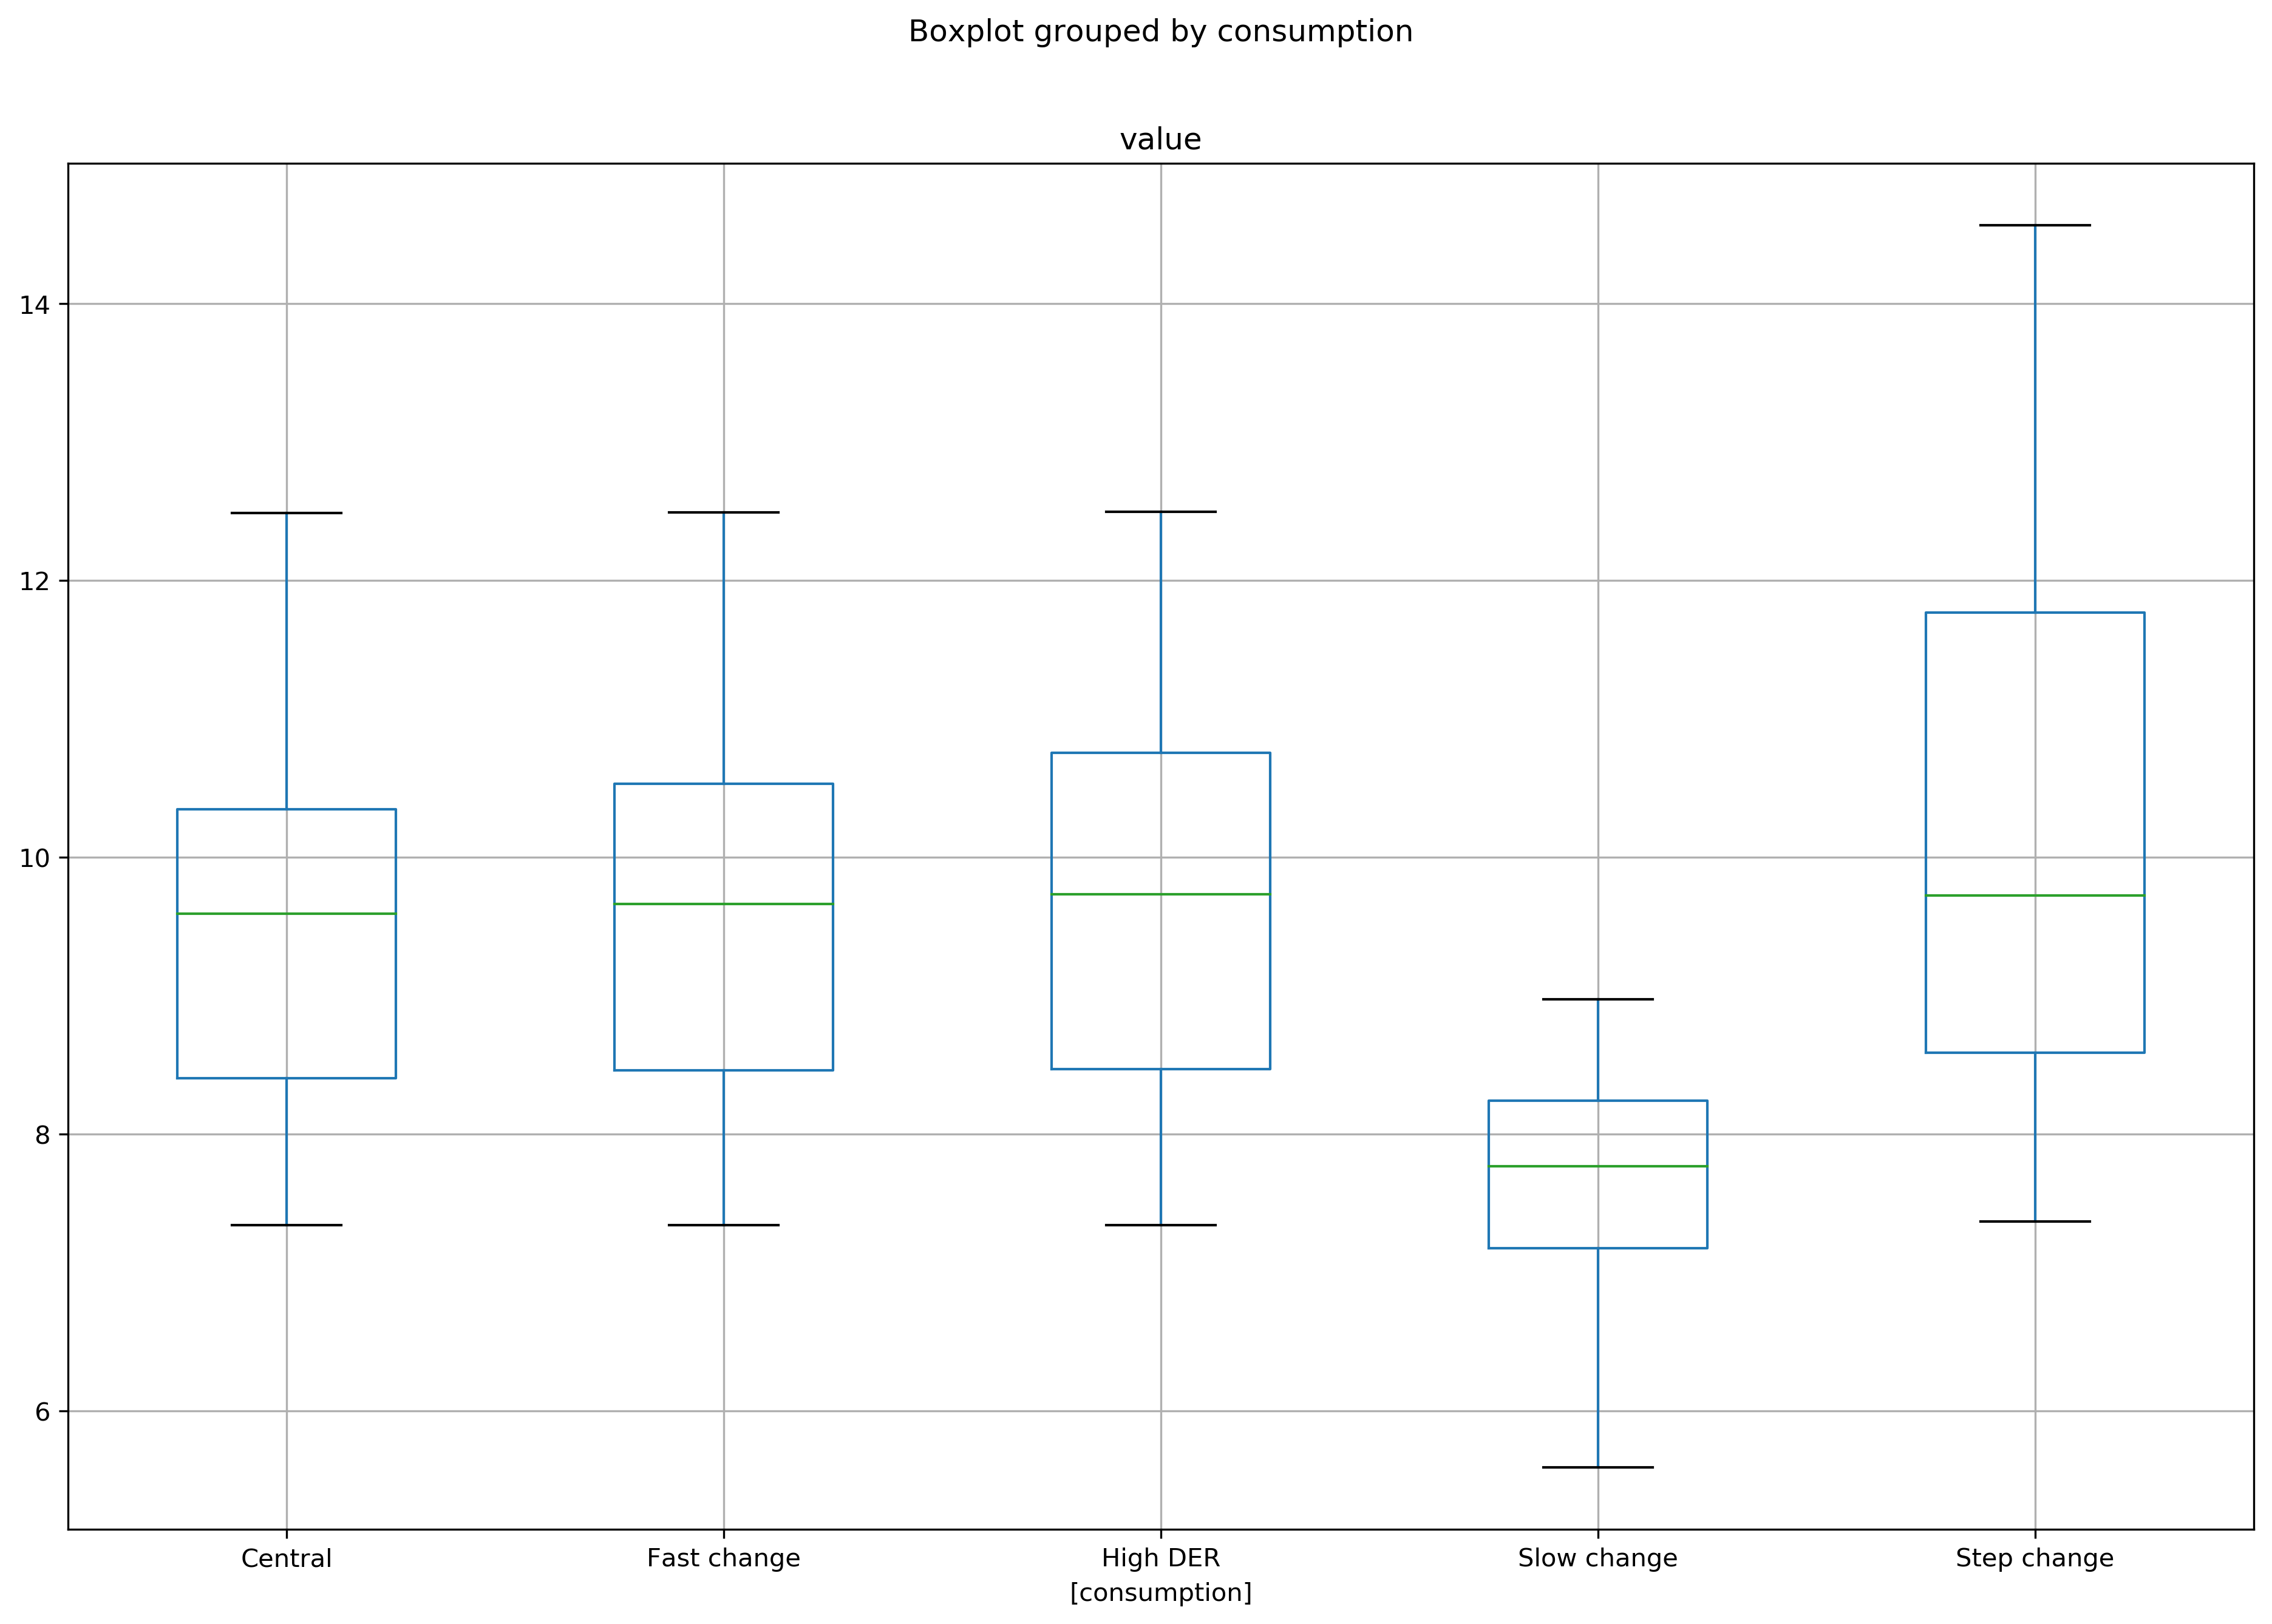 Boxplot grouped by consumption
value
14
12
10
8
6
Central
Fast change
High DER
Slow change
Step change
[consumption]